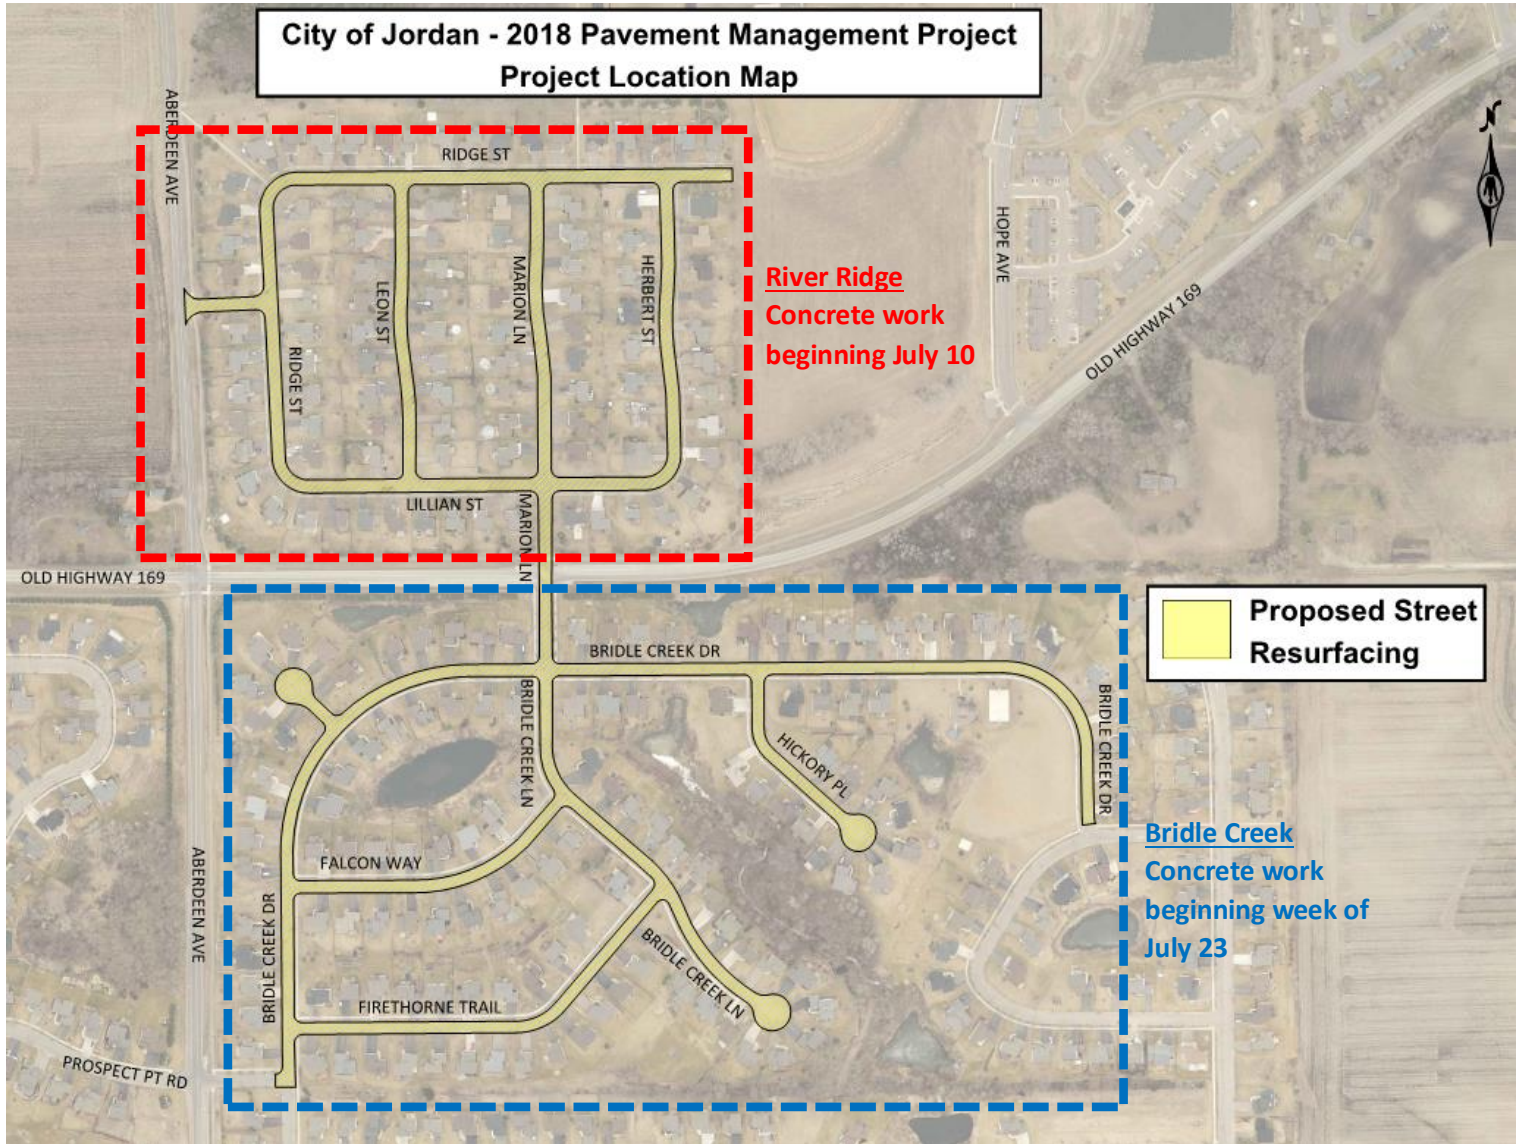 City of Jordan - 2018 Pavement Management Project
Project Location Map
ABERDEEN AVE
RIDGE ST
N
HOPE AVE
LEON ST
MARION LN
HERBERT ST
River Ridge
Concrete work
beginning July 10
OLD HIGHWAY 169
RIDGE ST
LILLIAN ST
MARION LN
OLD HIGHWAY 169
Proposed Street
Resurfacing
BRIDLE CREEK DR
BRIDLE CREEK LN
HICKORY PL
BRIDLE CREEK DR
Bridle Creek
Concrete work
beginning week of
July 23
FALCON WAY
ABERDEEN AVE
BRIDLE CREEK DR
BRIDLE CREEK LN
FIRETHORNE TRAIL
PROSPECT PT RD